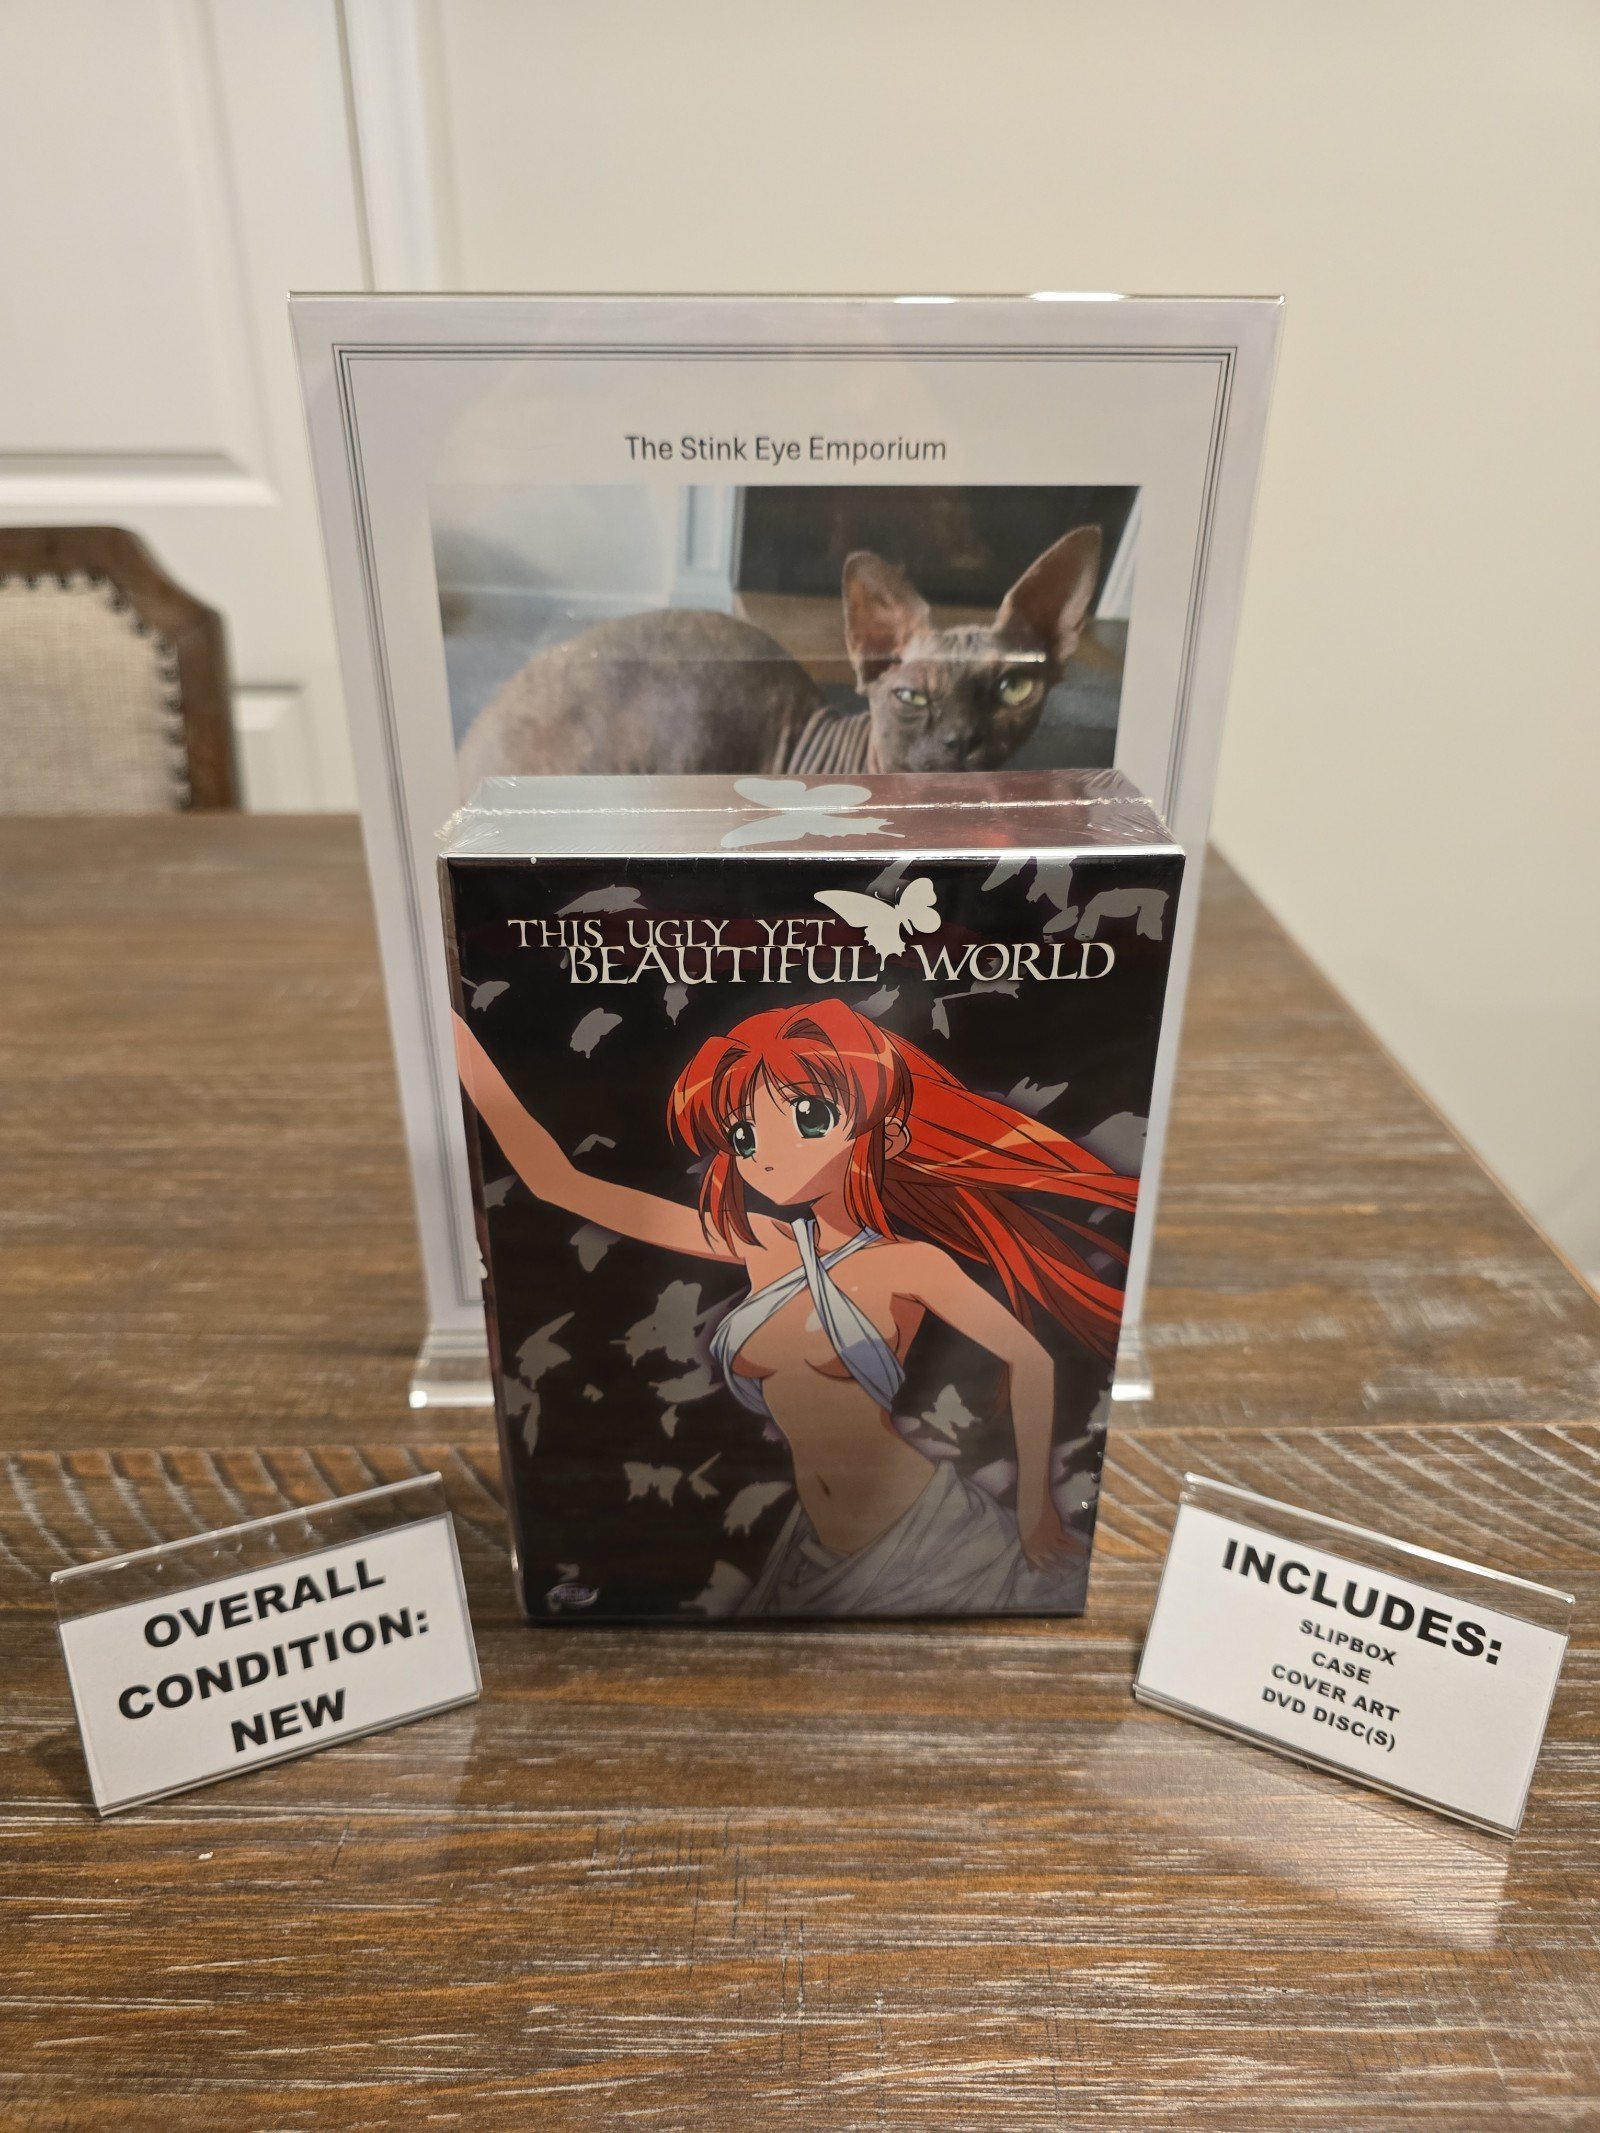 The Stink Eye Emporium
THIS UGLY YET
BEAUTIFUL WORLD
OVERALL
CONDITION:
NEW
INCLUDES:
SLIPBOX
CASE
COVER ART
DVD DISC(S)